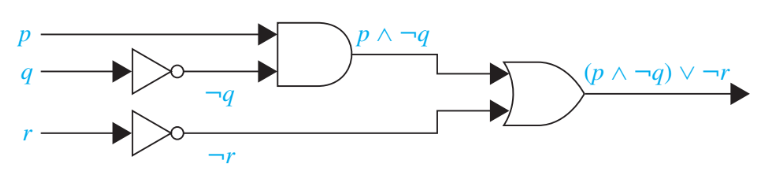 p
p ∧ ¬q
q
¬q
(p ∧ ¬q) ∨ ¬r
r
¬r